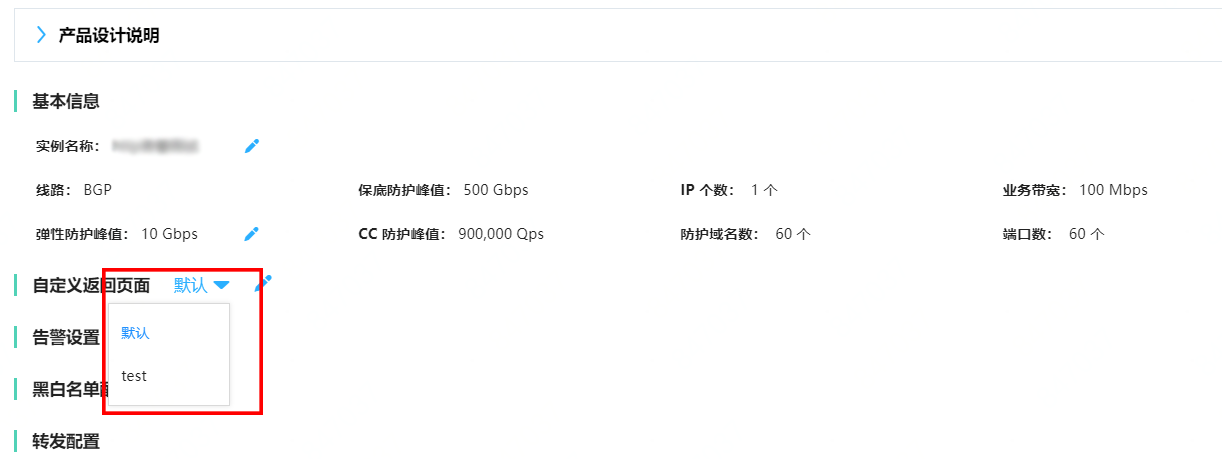 产品设计说明
基本信息
实例名称：
线路： BGP 保底防护峰值： 500 Gbps IP 个数： 1 个 业务带宽： 100 Mbps
弹性防护峰值： 10 Gbps CC 防护峰值： 900,000 Qps 防护域名数： 60 个 端口数： 60 个
自定义返回页面 默认
默认
告警设置
test
黑白名单
转发配置